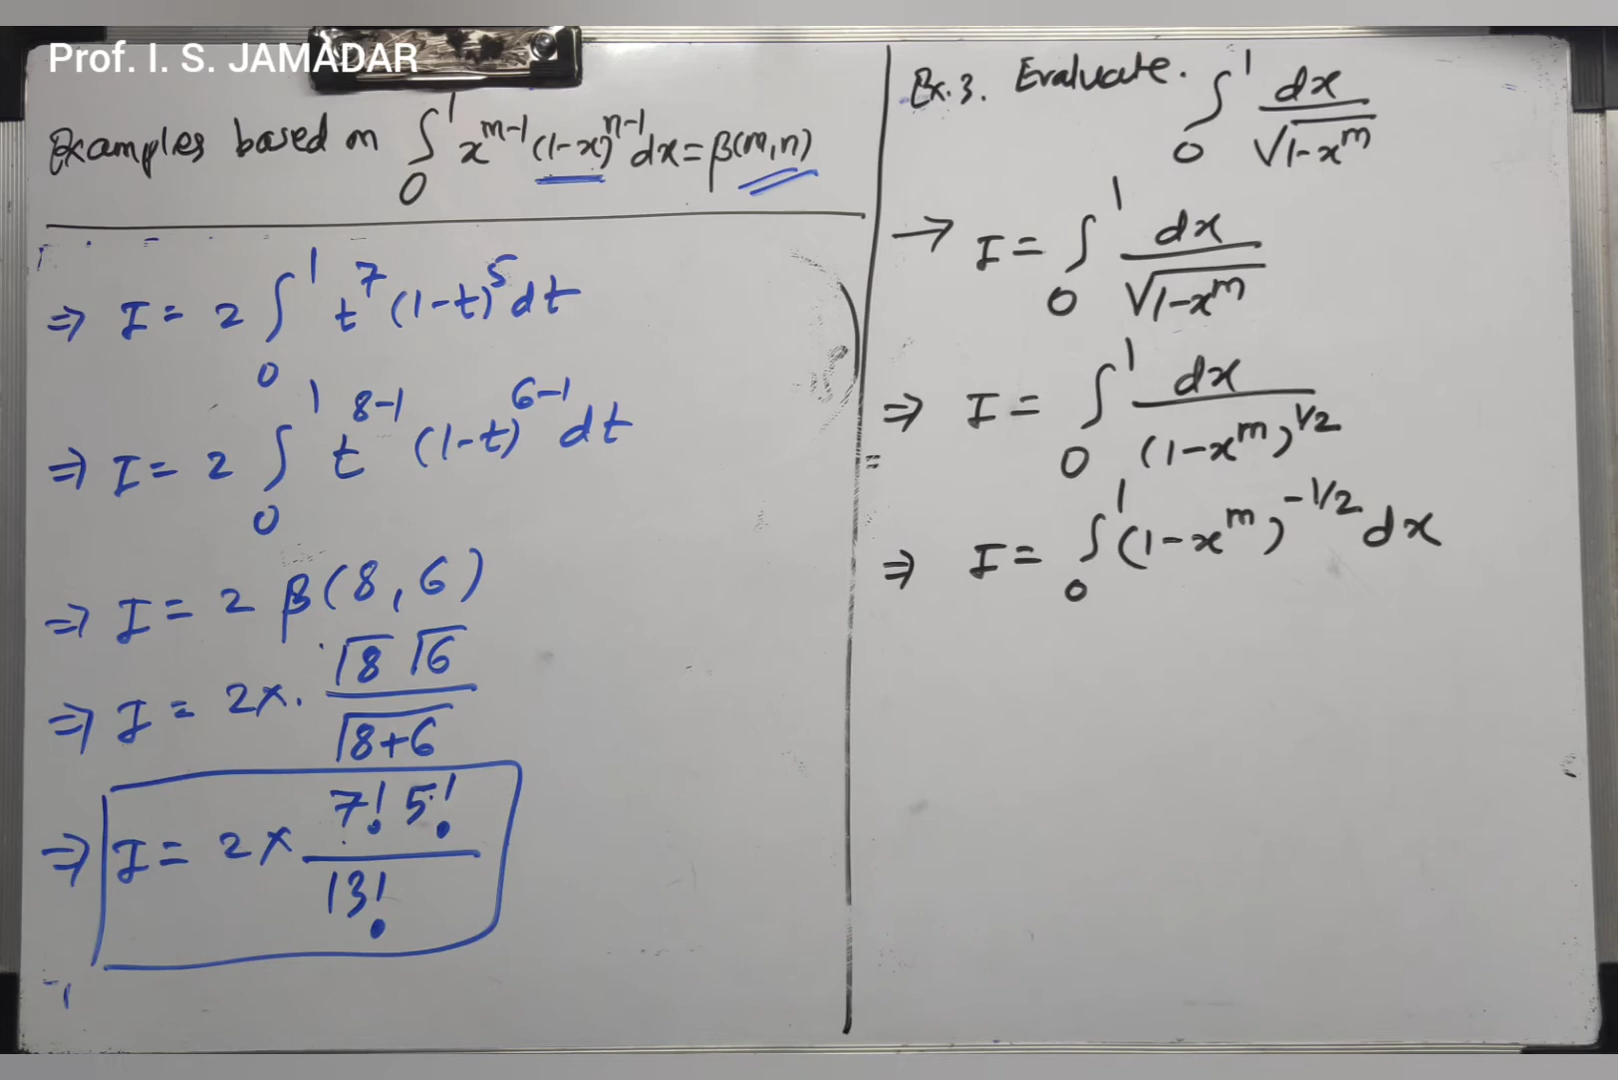 Prof. I. S. JAMADAR
Examples based on ∫₀¹ x^{m-1} (1-x)^{n-1} dx = β(m,n)
⇒ I = 2 ∫₀¹ t^7 (1-t)^5 dt
⇒ I = 2 ∫₀¹ t^{8-1} (1-t)^{6-1} dt
⇒ I = 2 β(8,6)
⇒ I = 2×. (Γ8 Γ6)/(Γ8+6)
⇒ I = 2 × (7! 5!)/(13!)
Ex.3. Evaluate. ∫₀¹ dx/√(1-x^m)
→ I = ∫₀¹ dx/√(1-x^m)
⇒ I = ∫₀¹ dx/(1-x^m)^{1/2}
⇒ I = ∫₀¹ (1-x^m)^{-1/2} dx